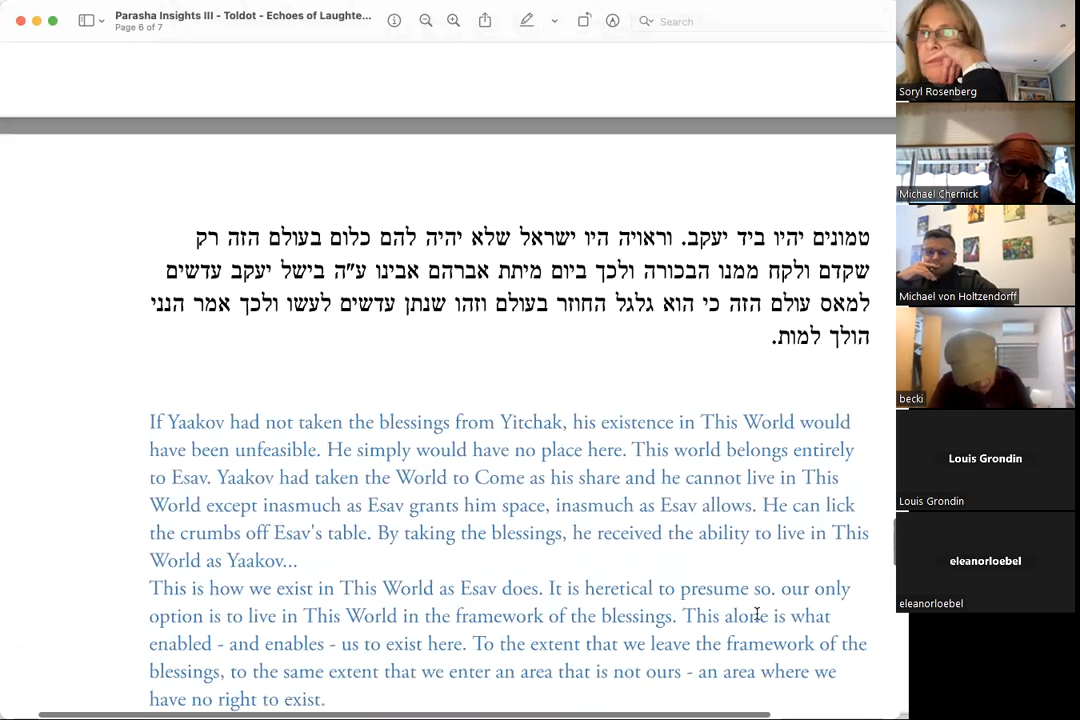 Parasha Insights III - Toldot - Echoes of Laughte...
Page 6 of 7
Search
טמונים יהיו ביד יעקב. וראויה היו ישראל שלא יהיה להם כלום בעולם הזה רק
שקדם ולקח ממנו הבכורה ולכך ביום מיתת אברהם אבינו ע"ה בישל יעקב עדשים
למאס עולם הזה כי הוא גלגל החוזר בעולם וזהו שנתן עדשים לעשו ולכך אמר הנני
הולך למות.
If Yaakov had not taken the blessings from Yitchak, his existence in This World would
have been unfeasible. He simply would have no place here. This world belongs entirely
to Esav. Yaakov had taken the World to Come as his share and he cannot live in This
World except inasmuch as Esav grants him space, inasmuch as Esav allows. He can lick
the crumbs off Esav's table. By taking the blessings, he received the ability to live in This
World as Yaakov...
This is how we exist in This World as Esav does. It is heretical to presume so. our only
option is to live in This World in the framework of the blessings. This alone is what
enabled - and enables - us to exist here. To the extent that we leave the framework of the
blessings, to the same extent that we enter an area that is not ours - an area where we
have no right to exist.
Soryl Rosenberg
Michael Chernick
Michael von Holtzendorff
becki
Louis Grondin
Louis Grondin
eleanorloebel
eleanorloebel